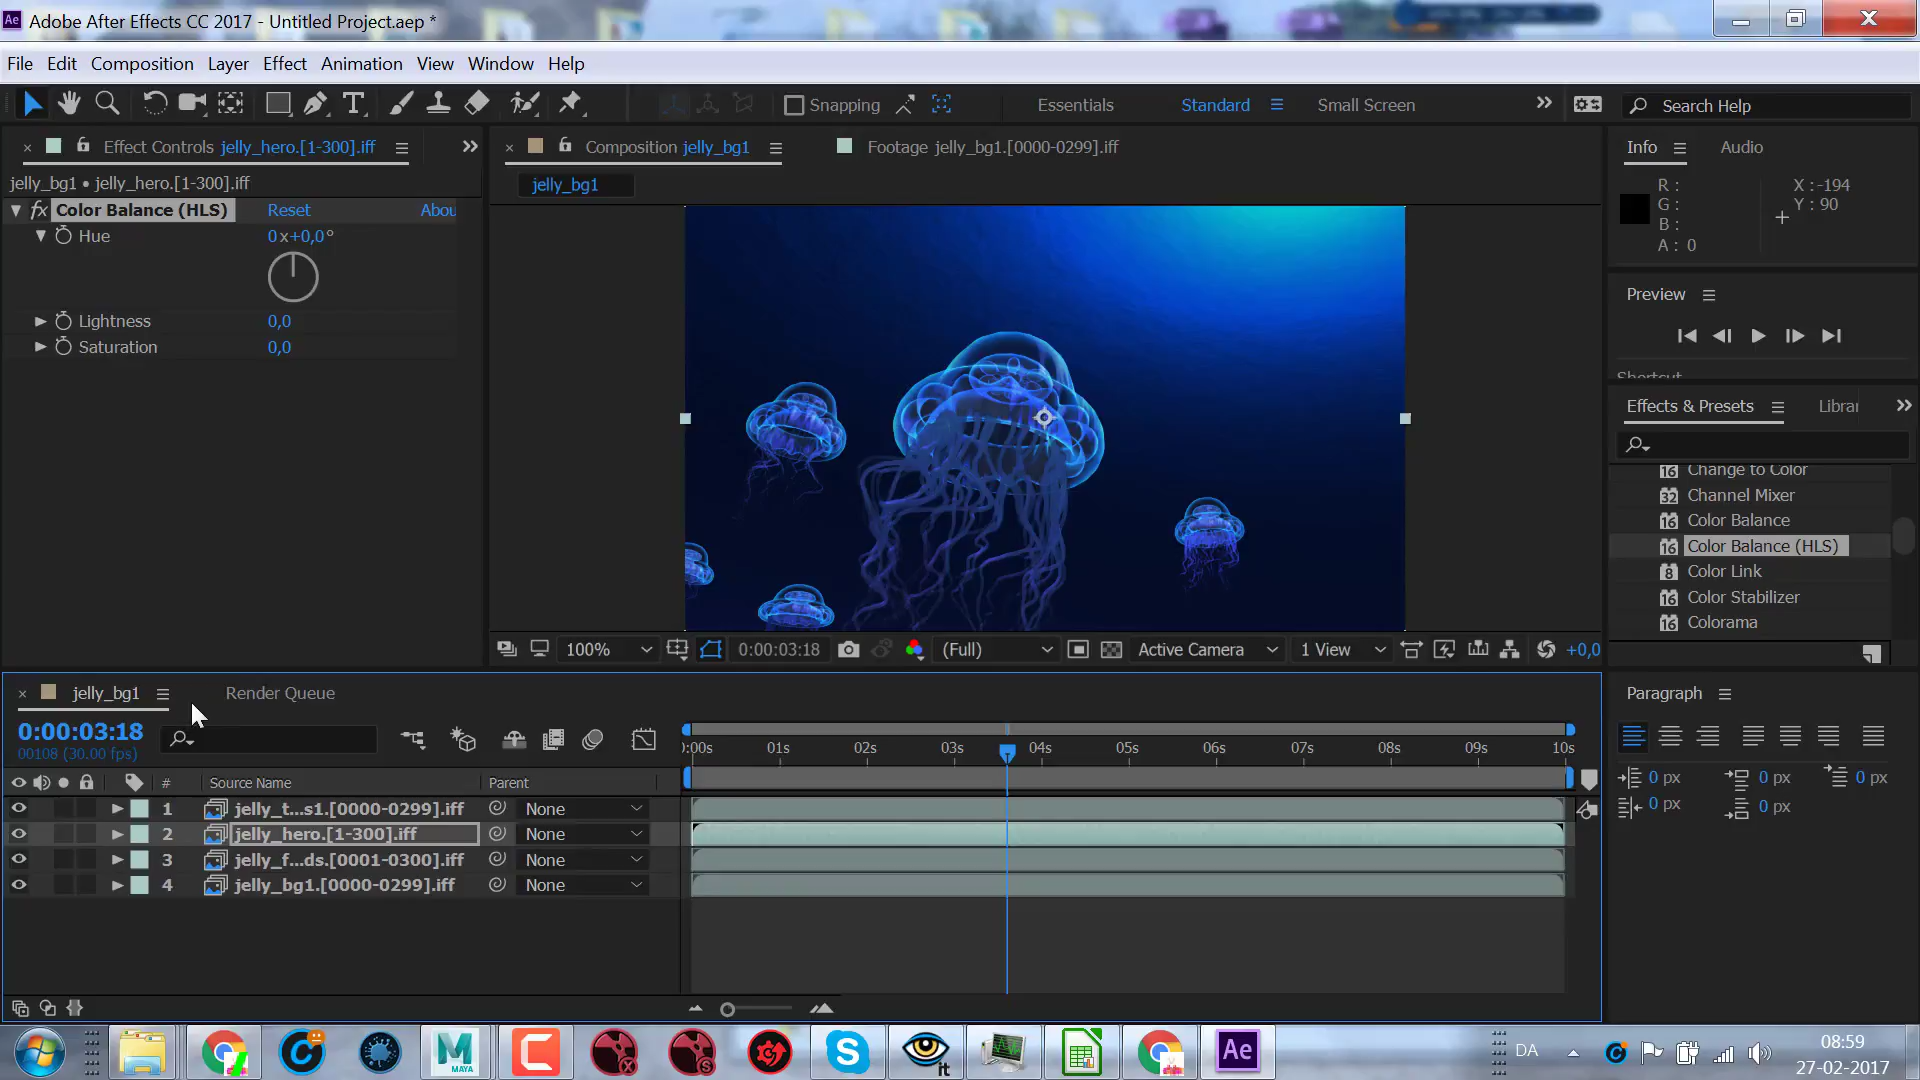 Adobe After Effects CC 2017 - Untitled Project.aep *
File Edit Composition Layer Effect Animation View Window Help
Snapping Essentials Standard Small Screen Search Help
Effect Controls jelly_hero.[1-300].iff
jelly_bg1 • jelly_hero.[1-300].iff
fx Color Balance (HLS) Reset Abou
Hue 0x+0,0°
Lightness 0,0
Saturation 0,0
Composition jelly_bg1 Footage jelly_bg1.[0000-0299].iff
jelly_bg1
100% 0:00:03:18 (Full) Active Camera 1 View +0,0
Info Audio
R : X : -194
G : Y : 90
B :
A : 0
Preview
Shortcut
Effects & Presets Librar
Change to Color
Channel Mixer
Color Balance
Color Balance (HLS)
Color Link
Color Stabilizer
Colorama
jelly_bg1 Render Queue
0:00:03:18
00108 (30.00 fps)
):00s 01s 02s 03s 04s 05s 06s 07s 08s 09s 10s
# Source Name Parent
1 jelly_t...s1.[0000-0299].iff None
2 jelly_hero.[1-300].iff None
3 jelly_f...ds.[0001-0300].iff None
4 jelly_bg1.[0000-0299].iff None
Paragraph
0 px 0 px 0 px
0 px 0 px
MAYA
it
Ae
DA
08:59
27-02-2017